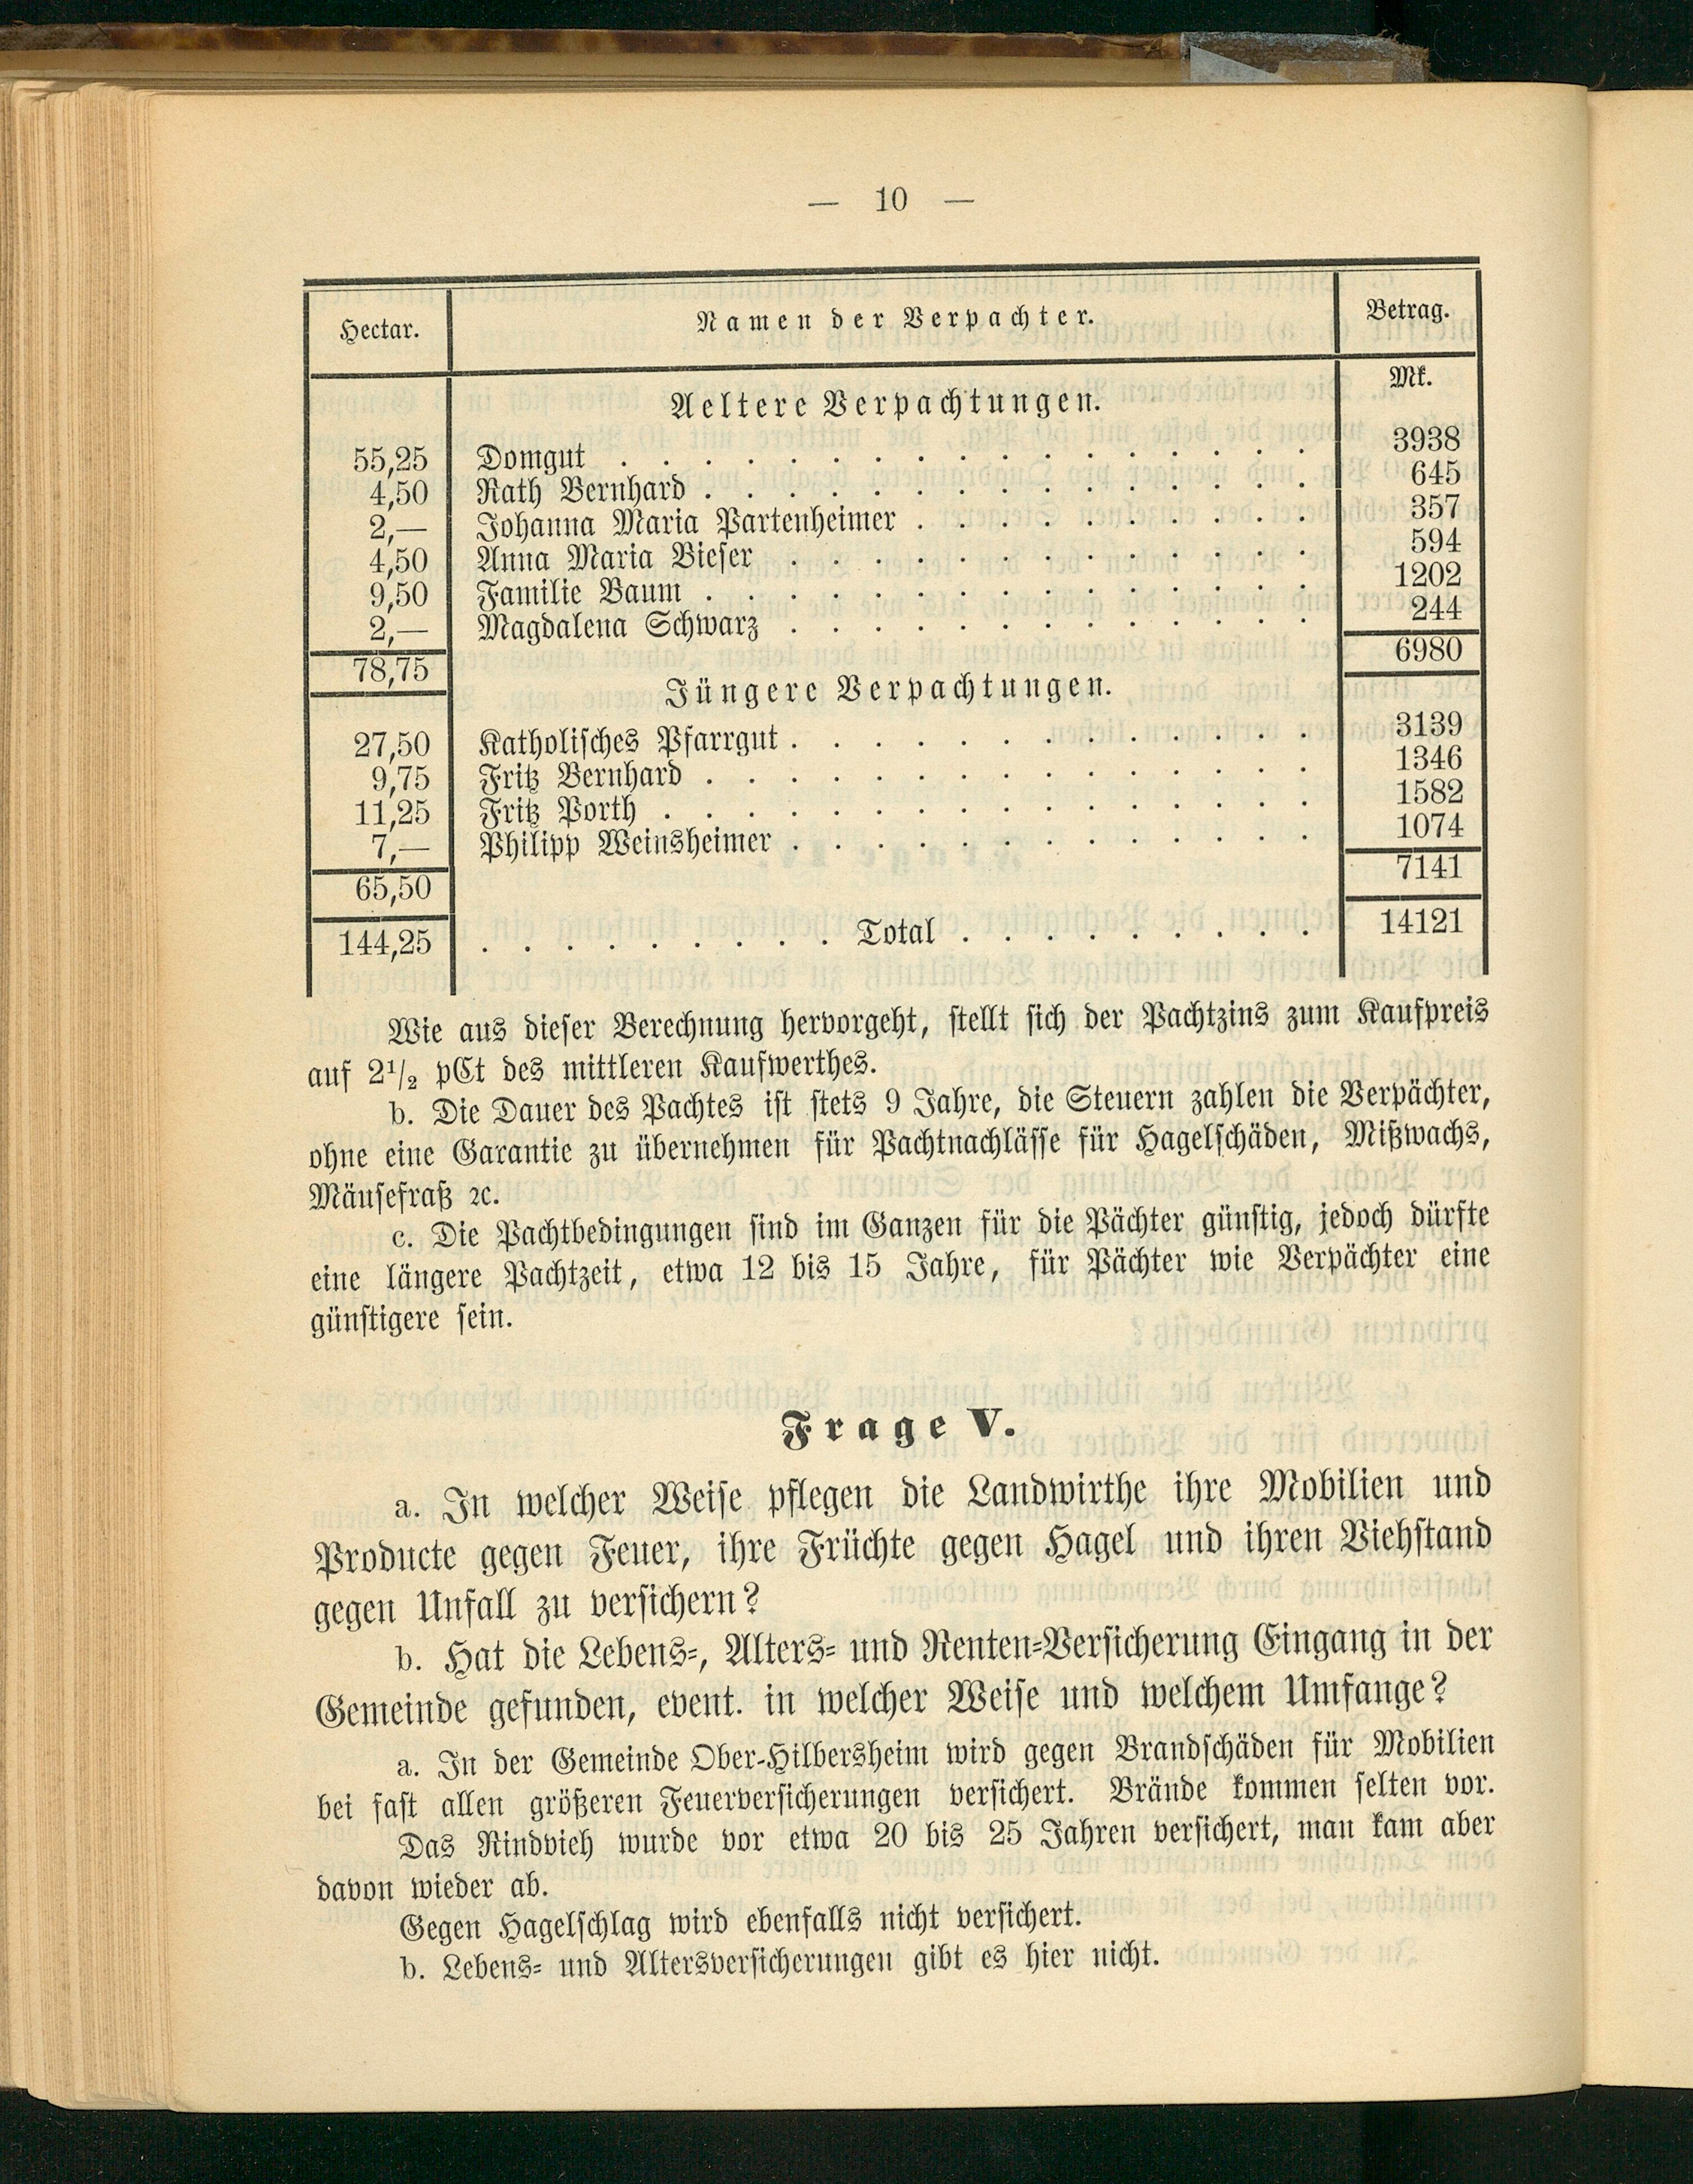 — 10 —
Hectar. Namen der Verpachter. Betrag.
Mk.
Aeltere Verpachtungen.
55,25 Domgut . . . . . . . . . . . . . . . . . 3938
4,50 Rath Bernhard . . . . . . . . . . . . . . . 645
2,— Johanna Maria Partenheimer . . . . . . . . . . 357
4,50 Anna Maria Bieser . . . . . . . . . . . . . 594
9,50 Familie Baum . . . . . . . . . . . . . . . 1202
2,— Magdalena Schwarz . . . . . . . . . . . . . 244
78,75 6980
Jüngere Verpachtungen.
27,50 Katholisches Pfarrgut . . . . . . . . . . . . . 3139
9,75 Fritz Bernhard . . . . . . . . . . . . . . . 1346
11,25 Fritz Porth . . . . . . . . . . . . . . . . 1582
7,— Philipp Weinsheimer . . . . . . . . . . . . . 1074
65,50 7141
144,25 . . . . . . . . . Total . . . . . . . . . 14121
Wie aus dieser Berechnung hervorgeht, stellt sich der Pachtzins zum Kaufpreis
auf 2½ pCt des mittleren Kaufwerthes.
b. Die Dauer des Pachtes ist stets 9 Jahre, die Steuern zahlen die Verpächter,
ohne eine Garantie zu übernehmen für Pachtnachlässe für Hagelschäden, Mißwachs,
Mäusefraß ꝛc.
c. Die Pachtbedingungen sind im Ganzen für die Pächter günstig, jedoch dürfte
eine längere Pachtzeit, etwa 12 bis 15 Jahre, für Pächter wie Verpächter eine
günstigere sein.
Frage V.
a. In welcher Weise pflegen die Landwirthe ihre Mobilien und
Producte gegen Feuer, ihre Früchte gegen Hagel und ihren Viehstand
gegen Unfall zu versichern?
b. Hat die Lebens-, Alters- und Renten-Versicherung Eingang in der
Gemeinde gefunden, event. in welcher Weise und welchem Umfange?
a. In der Gemeinde Ober-Hilbersheim wird gegen Brandschäden für Mobilien
bei fast allen größeren Feuerversicherungen versichert. Brände kommen selten vor.
Das Rindvieh wurde vor etwa 20 bis 25 Jahren versichert, man kam aber
davon wieder ab.
Gegen Hagelschlag wird ebenfalls nicht versichert.
b. Lebens- und Altersversicherungen gibt es hier nicht.